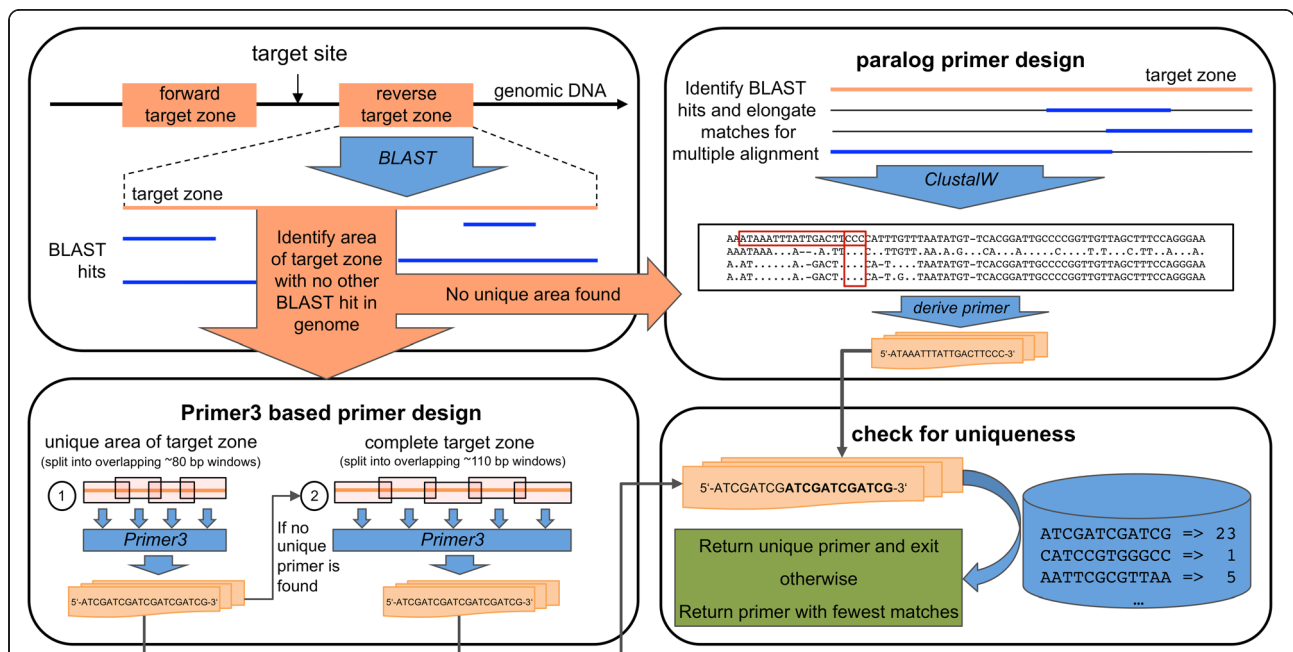 target site
forward
target zone
reverse
target zone
genomic DNA
BLAST
target zone
BLAST
hits
Identify area
of target zone
with no other
BLAST hit in
genome
No unique area found
paralog primer design
Identify BLAST
hits and elongate
matches for
multiple alignment
target zone
ClustalW
AAATAAATTTATTGACTTCCCCATTTGTTTAATATGT-TCACGGATTGCCCCGGTTGTTAGCTTTCCAGGGAA
AAATAAA...A--.A.TT....C..TTGTT.AA.A.G...CA....A.....C....T.T...C.TT..A...A.
A.AT......A.-GACT....CA-T....TAATATGT-TCACGGATTGCCCCGGTTGTTAGCTTTCCAGGGAA
A.AT......A.-GACT....CAT.G..TAATATGT-TCACGGATTGCCCCGGTTGTTAGCTTTCCAGGGAA
derive primer
5'-ATAAATTTATTGACTTCCC-3'
Primer3 based primer design
unique area of target zone
(split into overlapping ~80 bp windows)
1
Primer3
5'-ATCGATCGATCGATCGATCG-3'
If no
unique
primer is
found
complete target zone
(split into overlapping ~110 bp windows)
2
Primer3
5'-ATCGATCGATCGATCGATCG-3'
check for uniqueness
5'-ATCGATCGATCGATCGATCG-3'
ATCGATCGATCG => 23
CATCCGTGGGCC => 1
AATTCGCGTTAA => 5
...
Return unique primer and exit
otherwise
Return primer with fewest matches